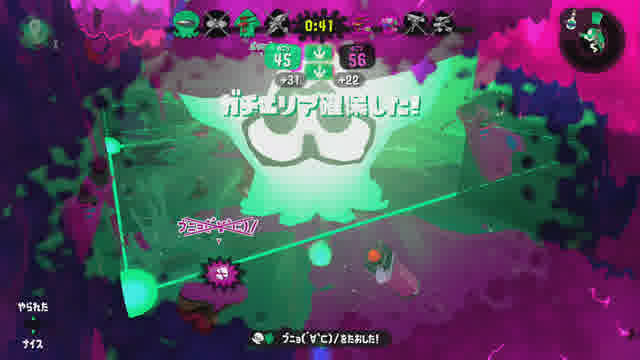 0:41
45
56
+31
+22
ガチエリア確保した!
ブニョ(´∀`⊂)/
やられた
ナイス
ブニョ(´∀`⊂)/をたおした!